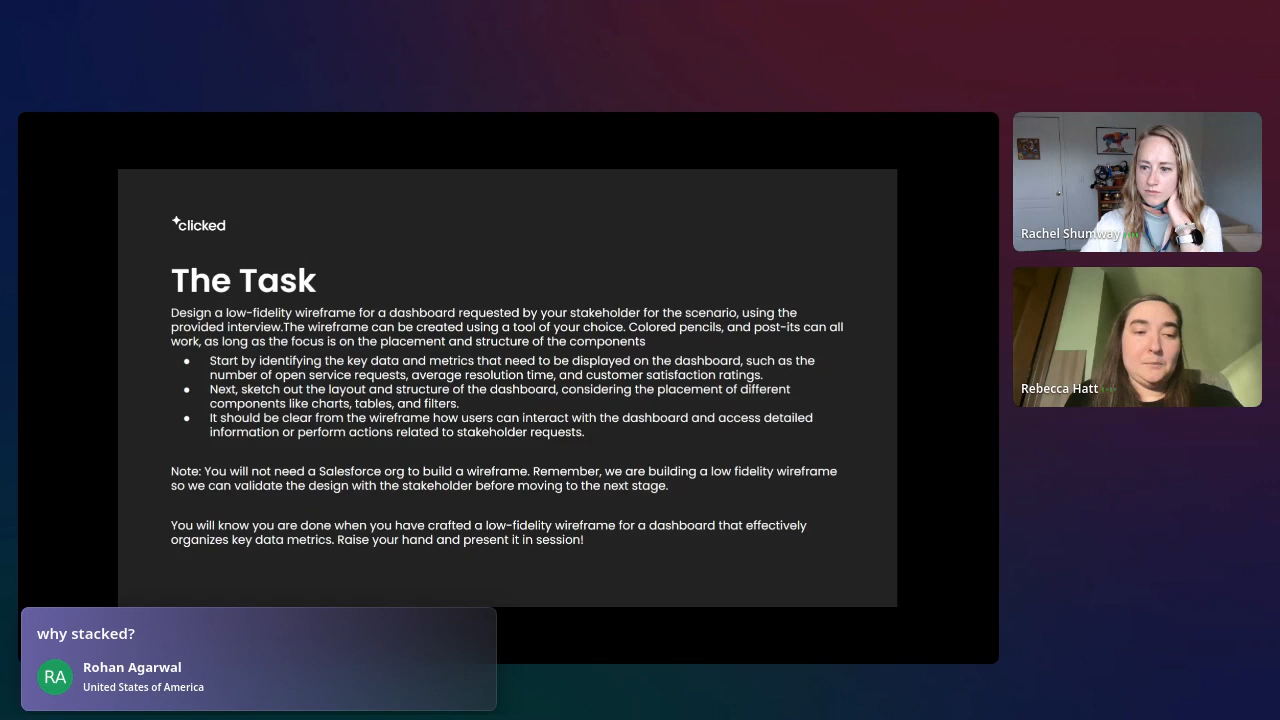 clicked
The Task
Design a low-fidelity wireframe for a dashboard requested by your stakeholder for the scenario, using the
provided interview.The wireframe can be created using a tool of your choice. Colored pencils, and post-its can all
work, as long as the focus is on the placement and structure of the components
● Start by identifying the key data and metrics that need to be displayed on the dashboard, such as the
number of open service requests, average resolution time, and customer satisfaction ratings.
● Next, sketch out the layout and structure of the dashboard, considering the placement of different
components like charts, tables, and filters.
● It should be clear from the wireframe how users can interact with the dashboard and access detailed
information or perform actions related to stakeholder requests.
Note: You will not need a Salesforce org to build a wireframe. Remember, we are building a low fidelity wireframe
so we can validate the design with the stakeholder before moving to the next stage.
You will know you are done when you have crafted a low-fidelity wireframe for a dashboard that effectively
organizes key data metrics. Raise your hand and present it in session!
Rachel Shumway
Rebecca Hatt
why stacked?
RA
Rohan Agarwal
United States of America